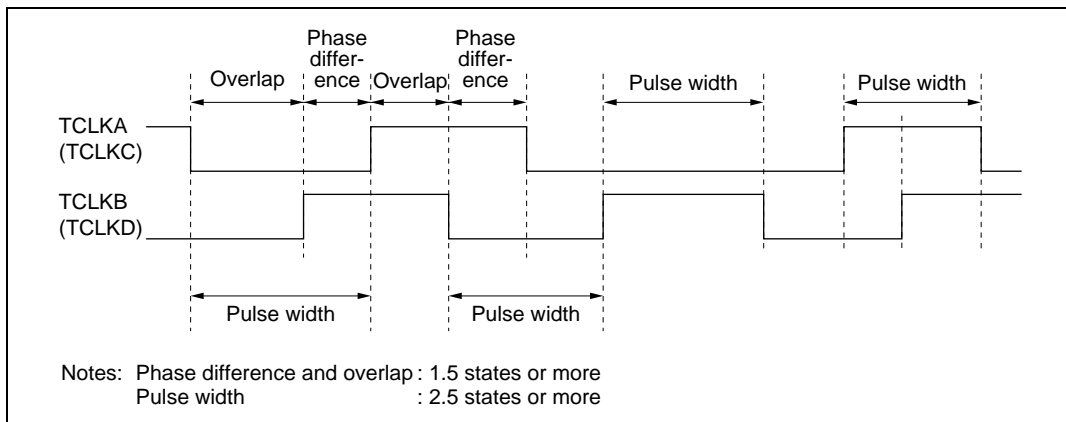 Phase
differ-
ence
Phase
differ-
ence
Overlap
Overlap
Pulse width
Pulse width
TCLKA
(TCLKC)
TCLKB
(TCLKD)
Pulse width
Pulse width
Notes: Phase difference and overlap : 1.5 states or more
Pulse width : 2.5 states or more